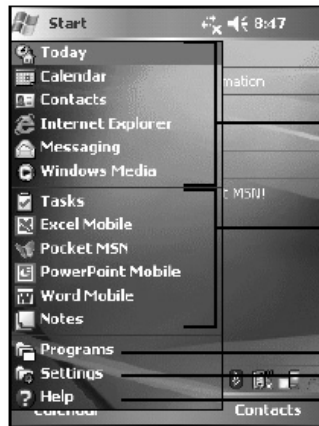 Start 8:47
Today
Calendar
mation
Contacts
Internet Explorer
Messaging
Windows Media
Tasks
t MSN!
Excel Mobile
Pocket MSN
PowerPoint Mobile
Word Mobile
Notes
Programs
Settings
Help
Calendar Contacts